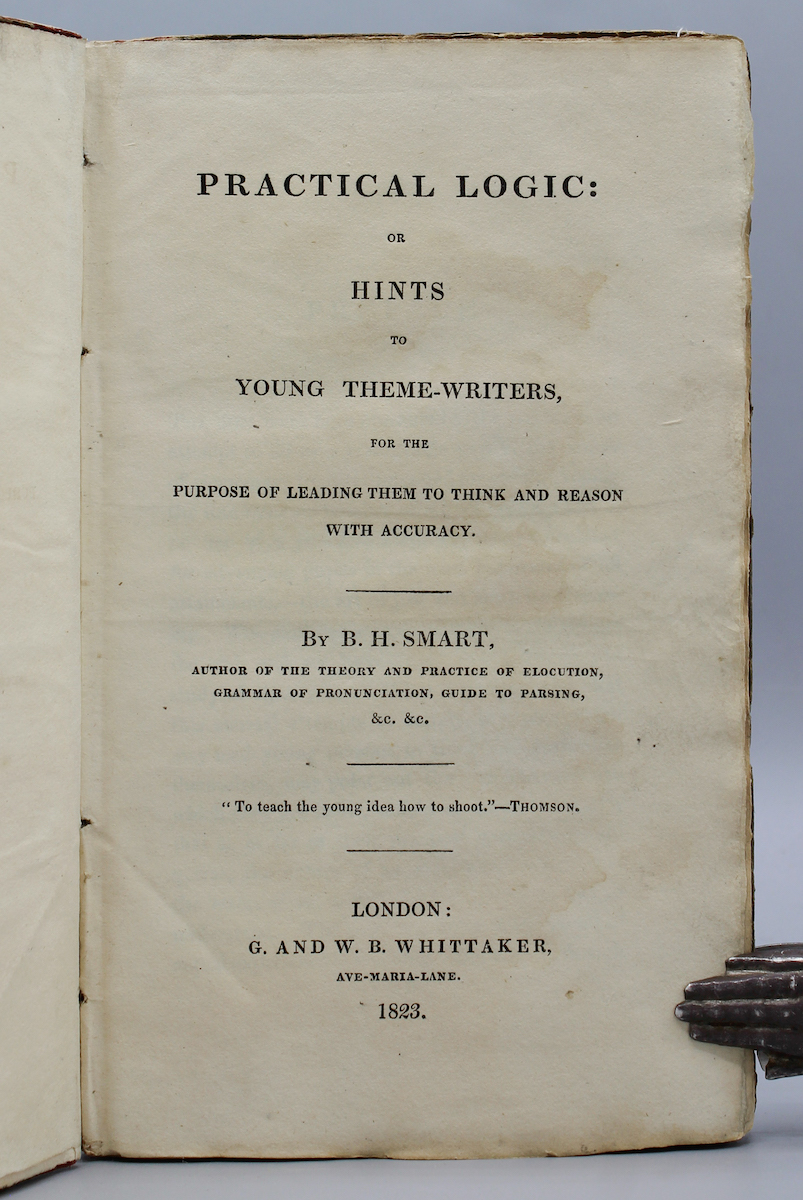 PRACTICAL LOGIC:
OR
HINTS
TO
YOUNG THEME-WRITERS,
FOR THE
PURPOSE OF LEADING THEM TO THINK AND REASON
WITH ACCURACY.
BY B. H. SMART,
AUTHOR OF THE THEORY AND PRACTICE OF ELOCUTION,
GRAMMAR OF PRONUNCIATION, GUIDE TO PARSING,
&c. &c.
“ To teach the young idea how to shoot.”—THOMSON.
LONDON:
G. AND W. B. WHITTAKER,
AVE-MARIA-LANE.
1823.